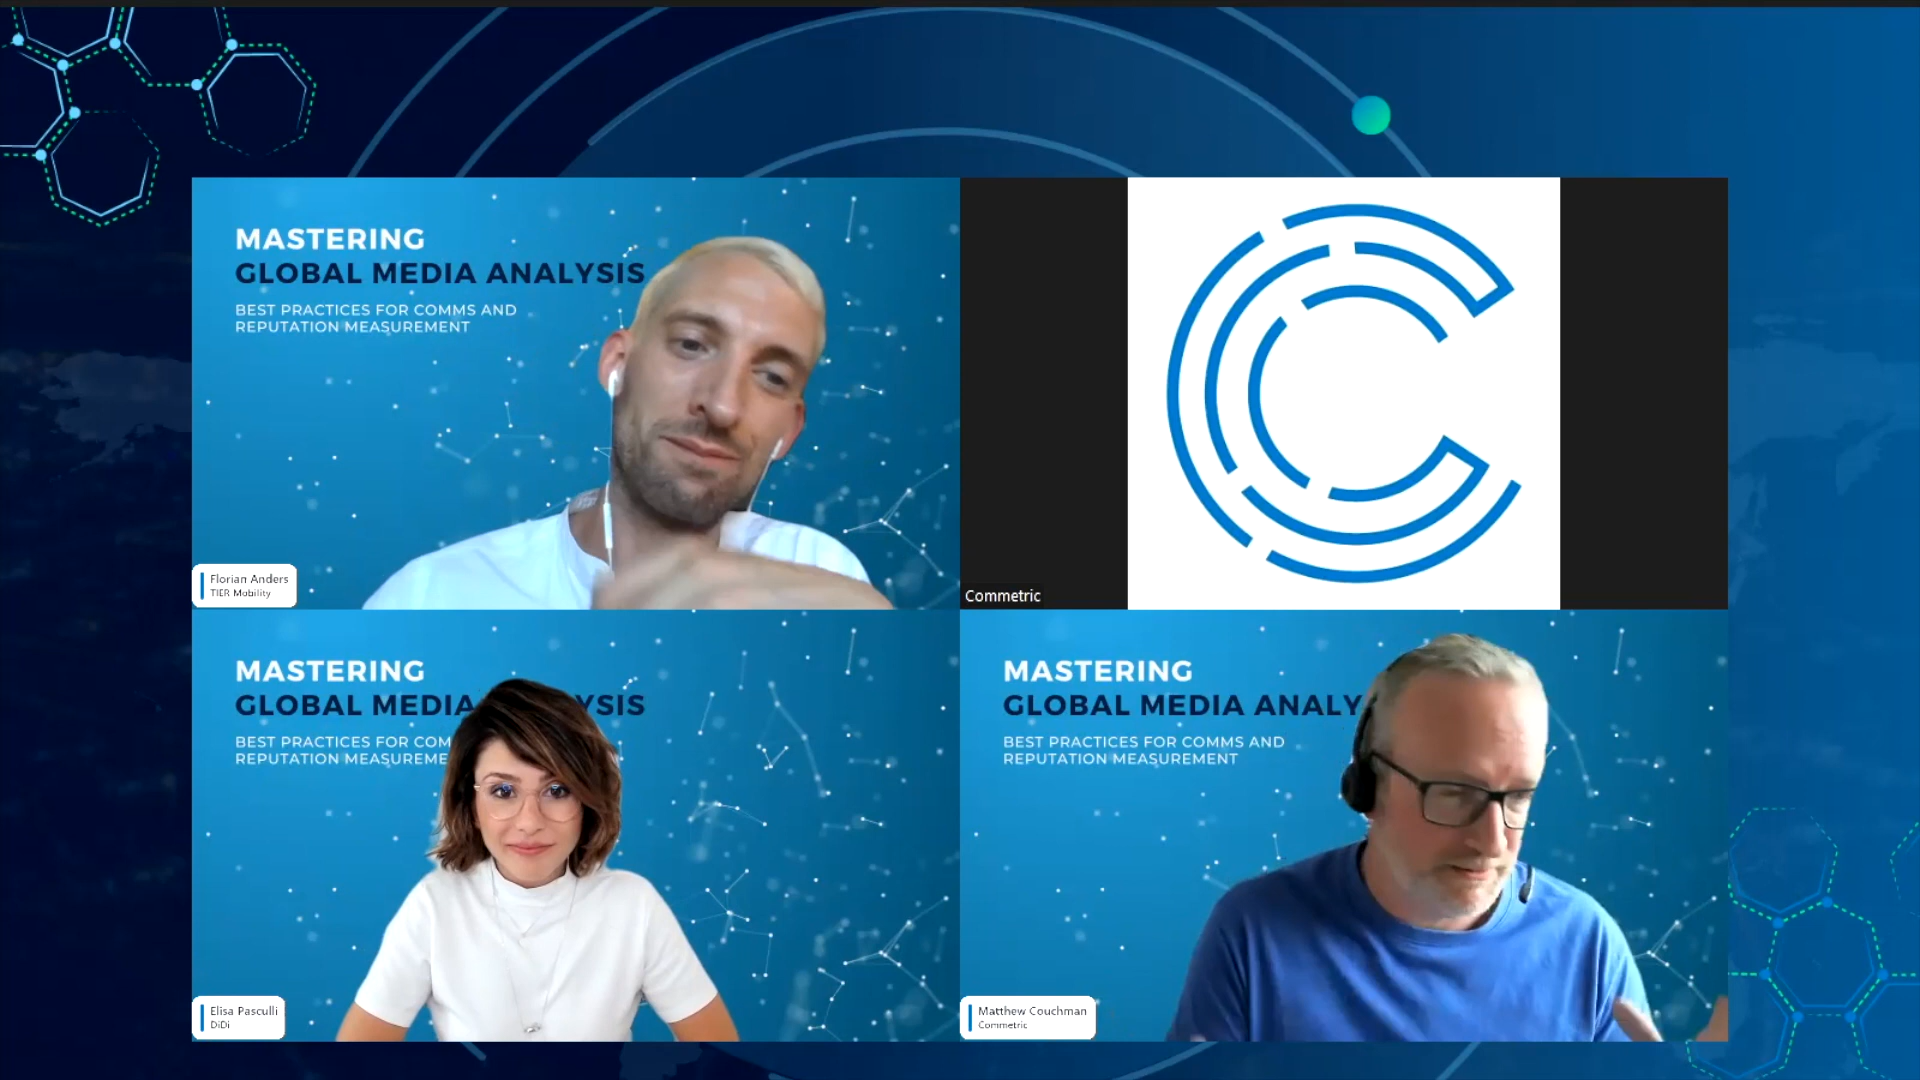 MASTERING
GLOBAL MEDIA ANALYSIS
BEST PRACTICES FOR COMMS AND
REPUTATION MEASUREMENT
Florian Anders
TIER Mobility
Commetric
MASTERING
GLOBAL MEDIA YSIS
BEST PRACTICES FOR COM
REPUTATION MEASUREME
Elisa Pasculli
DiDi
MASTERING
GLOBAL MEDIA ANALY
BEST PRACTICES FOR COMMS AND
REPUTATION MEASUREMENT
Matthew Couchman
Commetric